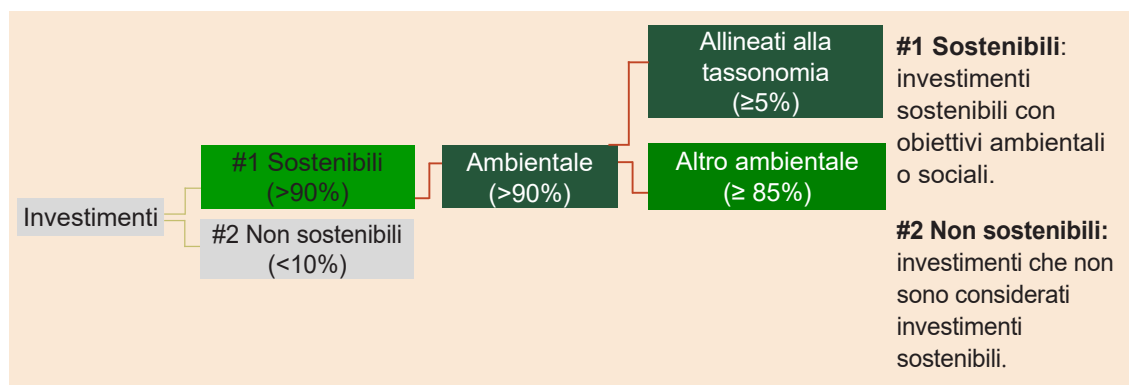 Investimenti
#1 Sostenibili
(>90%)
#2 Non sostenibili
(<10%)
Ambientale
(>90%)
Allineati alla
tassonomia
(≥5%)
Altro ambientale
(≥ 85%)
#1 Sostenibili:
investimenti
sostenibili con
obiettivi ambientali
o sociali.
#2 Non sostenibili:
investimenti che non
sono considerati
investimenti
sostenibili.